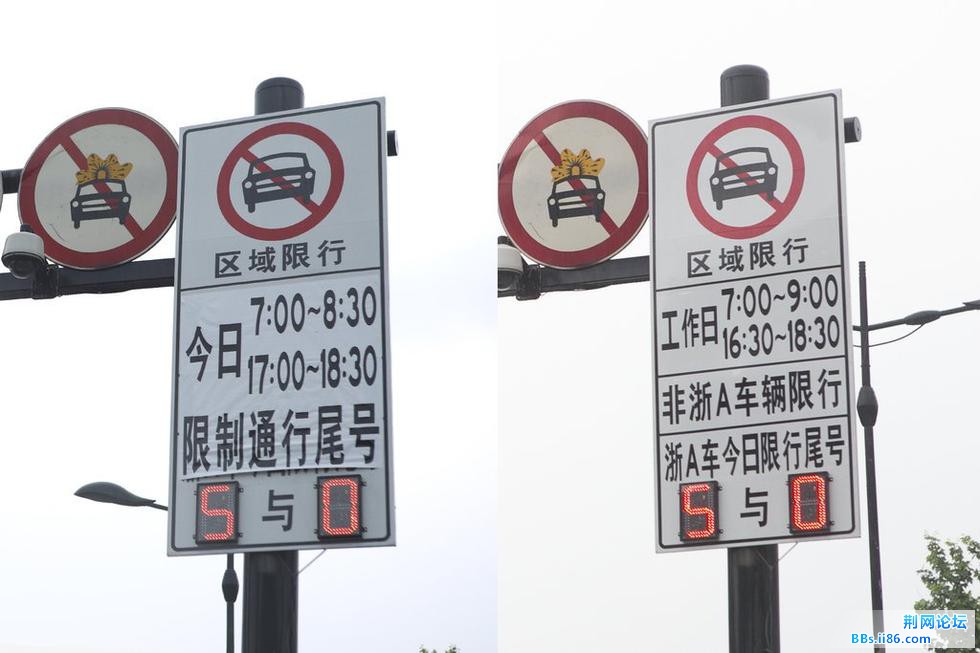 区域限行
今日
7:00~8:30
17:00~18:30
限制通行尾号
5 与 0
区域限行
工作日
7:00~9:00
16:30~18:30
非浙A车辆限行
浙A车今日限行尾号
5 与 0
荆网论坛
BBs.ii86.com